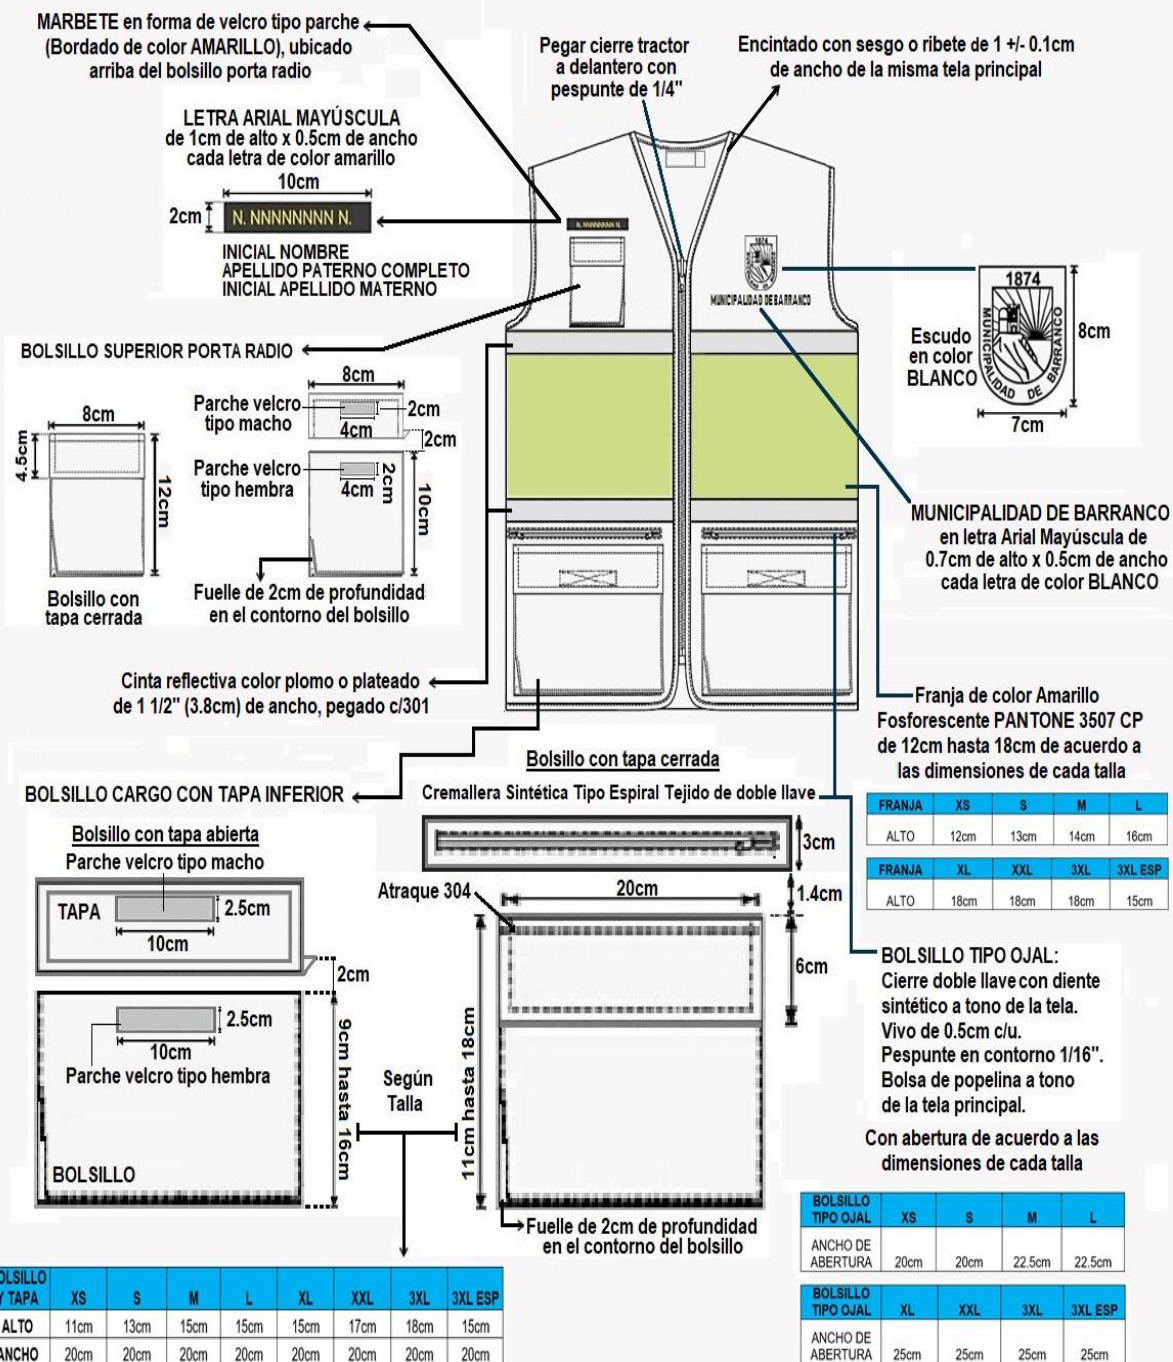 MARBETE en forma de velcro tipo parche
(Bordado de color AMARILLO), ubicado
arriba del bolsillo porta radio
LETRA ARIAL MAYÚSCULA
de 1cm de alto x 0.5cm de ancho
cada letra de color amarillo
10cm
2cm
N. NNNNNNNN N.
INICIAL NOMBRE
APELLIDO PATERNO COMPLETO
INICIAL APELLIDO MATERNO
Pegar cierre tractor
a delantero con
pespunte de 1/4"
Encintado con sesgo o ribete de 1 +/- 0.1cm
de ancho de la misma tela principal
N. NNNNNNNN N.
1874
MUNICIPALIDAD DE BARRANCO
Escudo
en color
BLANCO
1874
MUNICIPALIDAD DE BARRANCO
8cm
7cm
BOLSILLO SUPERIOR PORTA RADIO
8cm
4.5cm
12cm
Bolsillo con
tapa cerrada
8cm
Parche velcro
tipo macho
4cm
2cm
2cm
Parche velcro
tipo hembra
4cm
2cm
10cm
Fuelle de 2cm de profundidad
en el contorno del bolsillo
MUNICIPALIDAD DE BARRANCO
en letra Arial Mayúscula de
0.7cm de alto x 0.5cm de ancho
cada letra de color BLANCO
Cinta reflectiva color plomo o plateado
de 1 1/2" (3.8cm) de ancho, pegado c/301
Franja de color Amarillo
Fosforescente PANTONE 3507 CP
de 12cm hasta 18cm de acuerdo a
las dimensiones de cada talla
FRANJA XS S M L
ALTO 12cm 13cm 14cm 16cm
FRANJA XL XXL 3XL 3XL ESP
ALTO 18cm 18cm 18cm 15cm
BOLSILLO CARGO CON TAPA INFERIOR
Bolsillo con tapa abierta
Parche velcro tipo macho
TAPA
2.5cm
10cm
2cm
2.5cm
10cm
Parche velcro tipo hembra
9cm hasta 16cm
BOLSILLO
Según
Talla
Bolsillo con tapa cerrada
Cremallera Sintética Tipo Espiral Tejido de doble llave
3cm
1.4cm
Atraque 304
20cm
6cm
11cm hasta 18cm
Fuelle de 2cm de profundidad
en el contorno del bolsillo
BOLSILLO TIPO OJAL:
Cierre doble llave con diente
sintético a tono de la tela.
Vivo de 0.5cm c/u.
Pespunte en contorno 1/16".
Bolsa de popelina a tono
de la tela principal.
Con abertura de acuerdo a las
dimensiones de cada talla
BOLSILLO
TIPO OJAL XS S M L
ANCHO DE
ABERTURA 20cm 20cm 22.5cm 22.5cm
BOLSILLO
TIPO OJAL XL XXL 3XL 3XL ESP
ANCHO DE
ABERTURA 25cm 25cm 25cm 25cm
OLSILLO
Y TAPA XS S M L XL XXL 3XL 3XL ESP
ALTO 11cm 13cm 15cm 15cm 15cm 17cm 18cm 15cm
ANCHO 20cm 20cm 20cm 20cm 20cm 20cm 20cm 20cm